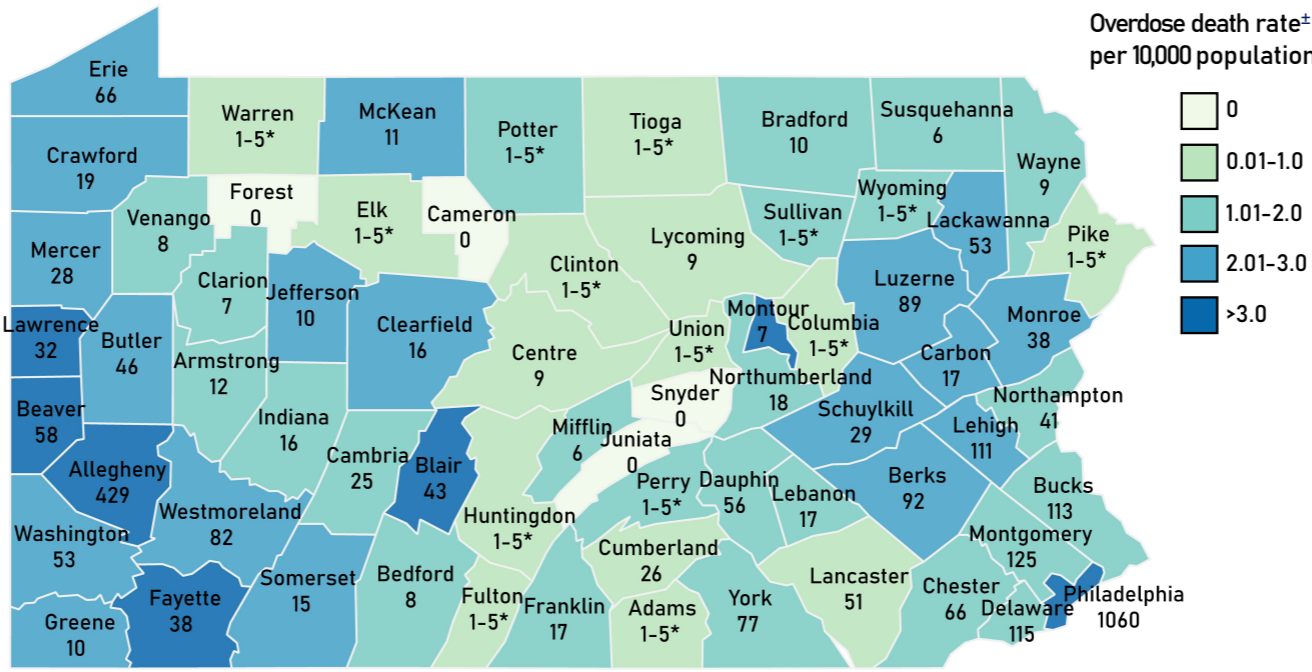 Overdose death rate±
per 10,000 population
0
0.01-1.0
1.01-2.0
2.01-3.0
>3.0
Erie
66
Warren
1-5*
McKean
11
Potter
1-5*
Tioga
1-5*
Bradford
10
Susquehanna
6
Wayne
9
Crawford
19
Forest
0
Venango
8
Elk
1-5*
Cameron
0
Lycoming
9
Sullivan
1-5*
Wyoming
1-5*
Lackawanna
53
Pike
1-5*
Mercer
28
Clarion
7
Jefferson
10
Clinton
1-5*
Luzerne
89
Monroe
38
Lawrence
32
Butler
46
Clearfield
16
Centre
9
Union
1-5*
Montour
7
Columbia
1-5*
Carbon
17
Armstrong
12
Snyder
0
Northumberland
18
Northampton
41
Beaver
58
Indiana
16
Mifflin
6
Juniata
0
Schuylkill
29
Lehigh
111
Allegheny
429
Cambria
25
Blair
43
Perry
1-5*
Dauphin
56
Lebanon
17
Berks
92
Bucks
113
Westmoreland
82
Huntingdon
1-5*
Washington
53
Cumberland
26
Montgomery
125
Somerset
15
Bedford
8
Fulton
1-5*
Franklin
17
Adams
1-5*
York
77
Lancaster
51
Chester
66
Delaware
115
Philadelphia
1060
Greene
10
Fayette
38